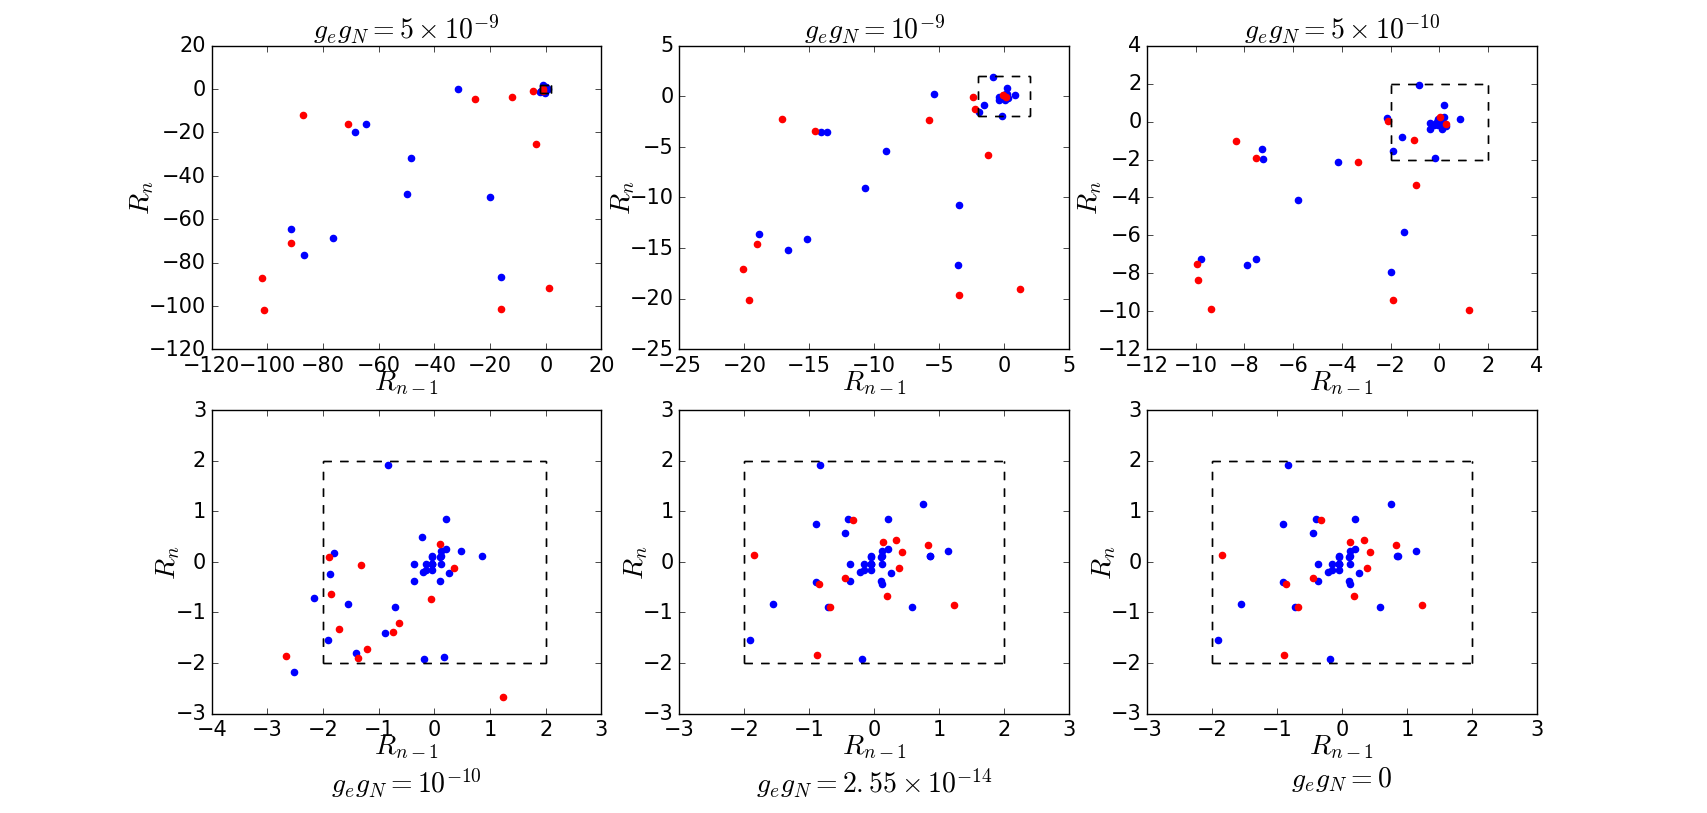 g_e g_N = 5 × 10^{-9}
g_e g_N = 10^{-9}
g_e g_N = 5 × 10^{-10}
20
0
−20
−40
−60
−80
−100
−120
R_n
−120 −100 −80 −60 −40 −20 0 20
R_{n−1}
5
0
−5
−10
−15
−20
−25
R_n
−25 −20 −15 −10 −5 0 5
R_{n−1}
4
2
0
−2
−4
−6
−8
−10
−12
R_n
−12 −10 −8 −6 −4 −2 0 2 4
R_{n−1}
3
2
1
0
−1
−2
−3
R_n
−4 −3 −2 −1 0 1 2 3
R_{n−1}
3
2
1
0
−1
−2
−3
R_n
−3 −2 −1 0 1 2 3
R_{n−1}
3
2
1
0
−1
−2
−3
R_n
−3 −2 −1 0 1 2 3
R_{n−1}
g_e g_N = 10^{-10}
g_e g_N = 2.55 × 10^{-14}
g_e g_N = 0